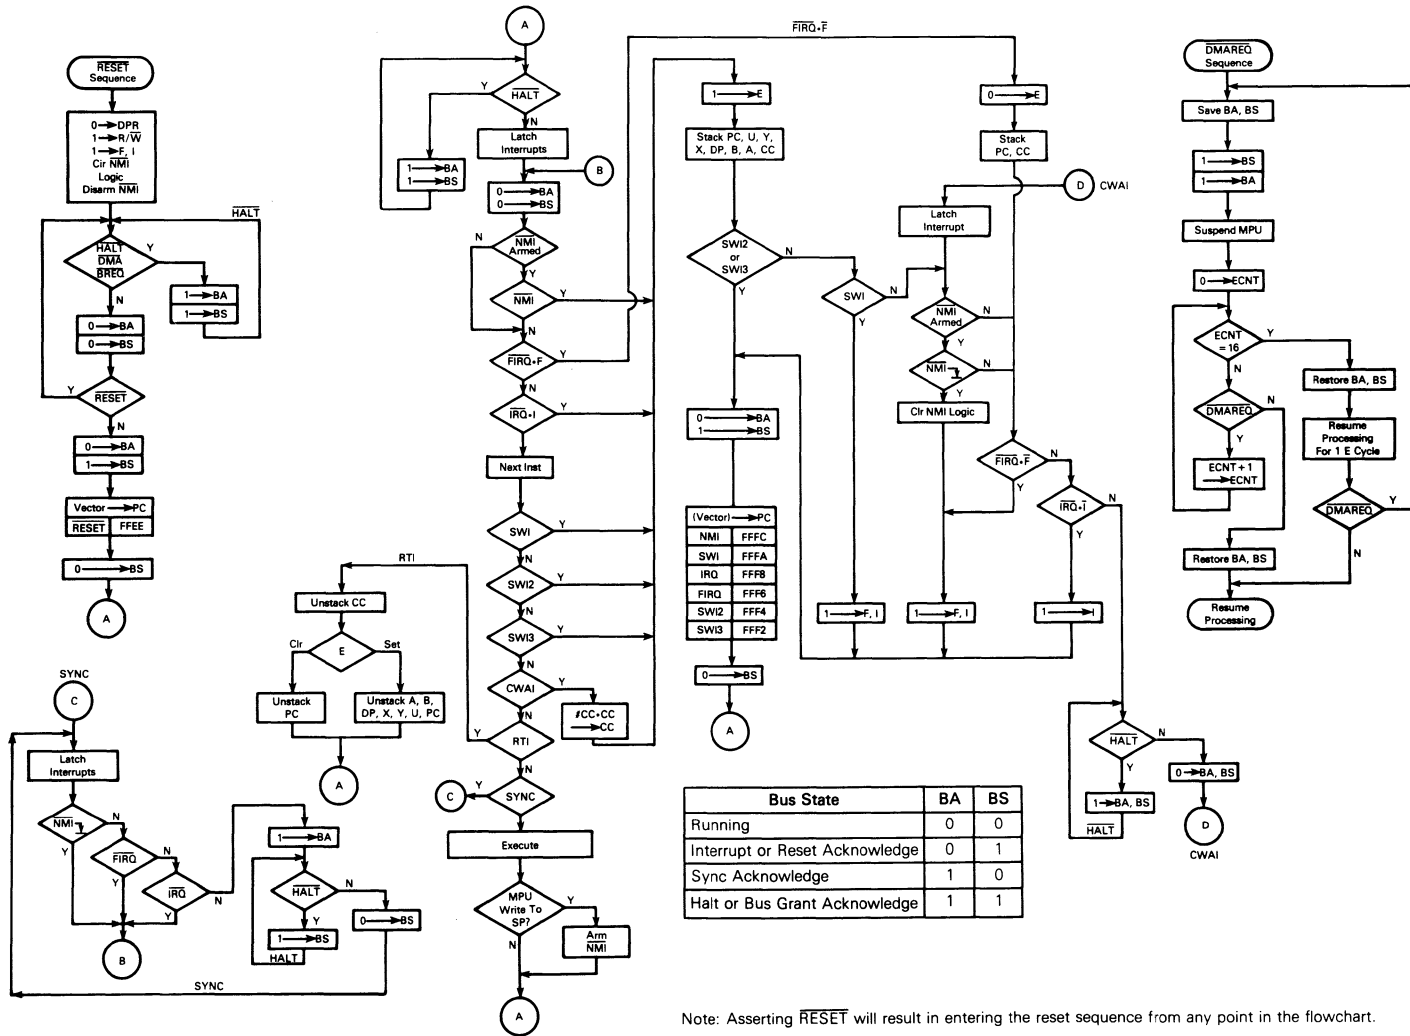 RESET
Sequence
0→DPR
1→R/W
1→F, I
Clr NMI
Logic
Disarm NMI
HALT
HALT
DMA
BREQ
Y
N
1→BA
1→BS
0→BA
0→BS
Y
RESET
N
0→BA
1→BS
Vector→PC
RESET FFEE
0→BS
A
A
Y
HALT
N
Latch
Interrupts
1→BA
1→BS
B
0→BA
0→BS
N
NMI
Armed
Y
NMI
Y
N
FIRQ•F
Y
N
IRQ•I
Y
N
Next Inst
SWI
Y
N
SWI2
Y
N
SWI3
Y
N
CWAI
Y
N
#CC•CC
→CC
RTI
Y
N
SYNC
Y
C
N
Execute
MPU
Write To
SP?
Y
N
Arm
NMI
A
RTI
Unstack CC
Clr
E
Set
Unstack
PC
Unstack A, B,
DP, X, Y, U, PC
A
SYNC
C
Latch
Interrupts
NMI
N
Y
FIRQ
N
Y
IRQ
N
Y
B
1→BA
HALT
N
Y
1→BS
HALT
0→BS
SYNC
FIRQ•F
1→E
Stack PC, U, Y,
X, DP, B, A, CC
SWI2
or
SWI3
N
Y
SWI
N
Y
0→BA
1→BS
(Vector)→PC
NMI FFFC
SWI FFFA
IRQ FFF8
FIRQ FFF6
SWI2 FFF4
SWI3 FFF2
0→BS
A
0→E
Stack
PC, CC
D CWAI
Latch
Interrupt
NMI
Armed
N
Y
NMI
N
Y
Clr NMI Logic
FIRQ•F
N
Y
IRQ•I
N
Y
1→F, I
1→F, I
1→I
HALT
N
Y
1→BA, BS
HALT
0→BA, BS
D
CWAI
DMAREQ
Sequence
Save BA, BS
1→BS
1→BA
Suspend MPU
0→ECNT
ECNT
= 16
Y
N
DMAREQ
N
Y
ECNT + 1
→ECNT
Restore BA, BS
Resume
Processing
For 1 E Cycle
DMAREQ
Y
N
Restore BA, BS
Resume
Processing
Bus State BA BS
Running 0 0
Interrupt or Reset Acknowledge 0 1
Sync Acknowledge 1 0
Halt or Bus Grant Acknowledge 1 1
Note: Asserting RESET will result in entering the reset sequence from any point in the flowchart.